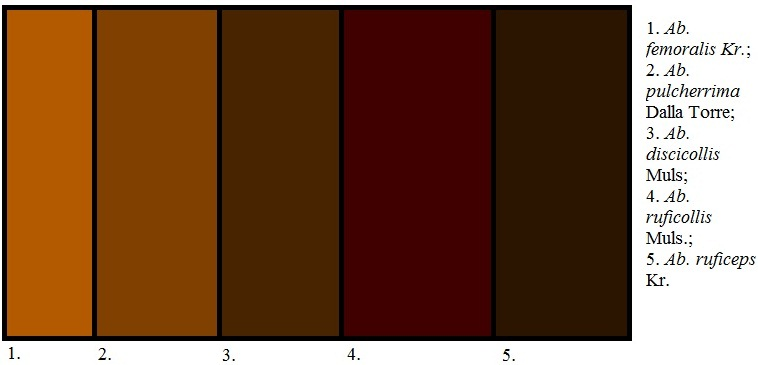 1. Ab.
femoralis Kr.;
2. Ab.
pulcherrima
Dalla Torre;
3. Ab.
discicollis
Muls;
4. Ab.
ruficollis
Muls.;
5. Ab. ruficeps
Kr.
1. 2. 3. 4. 5.